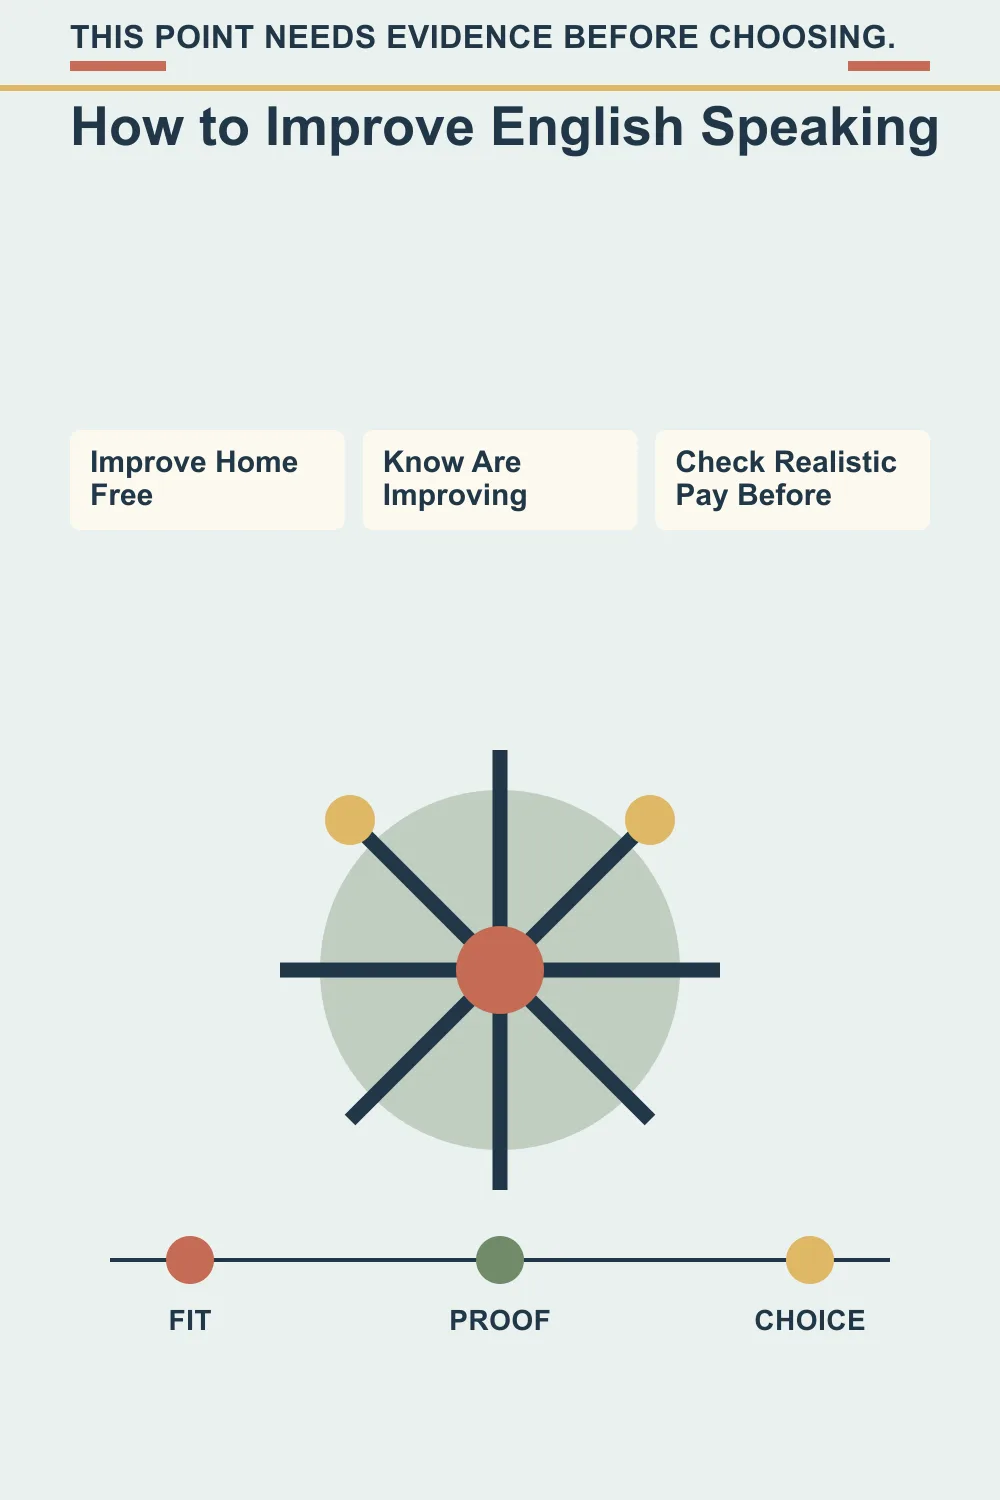 THIS POINT NEEDS EVIDENCE BEFORE CHOOSING.
How to Improve English Speaking
Improve Home
Free
Know Are
Improving
Check Realistic
Pay Before
FIT
PROOF
CHOICE